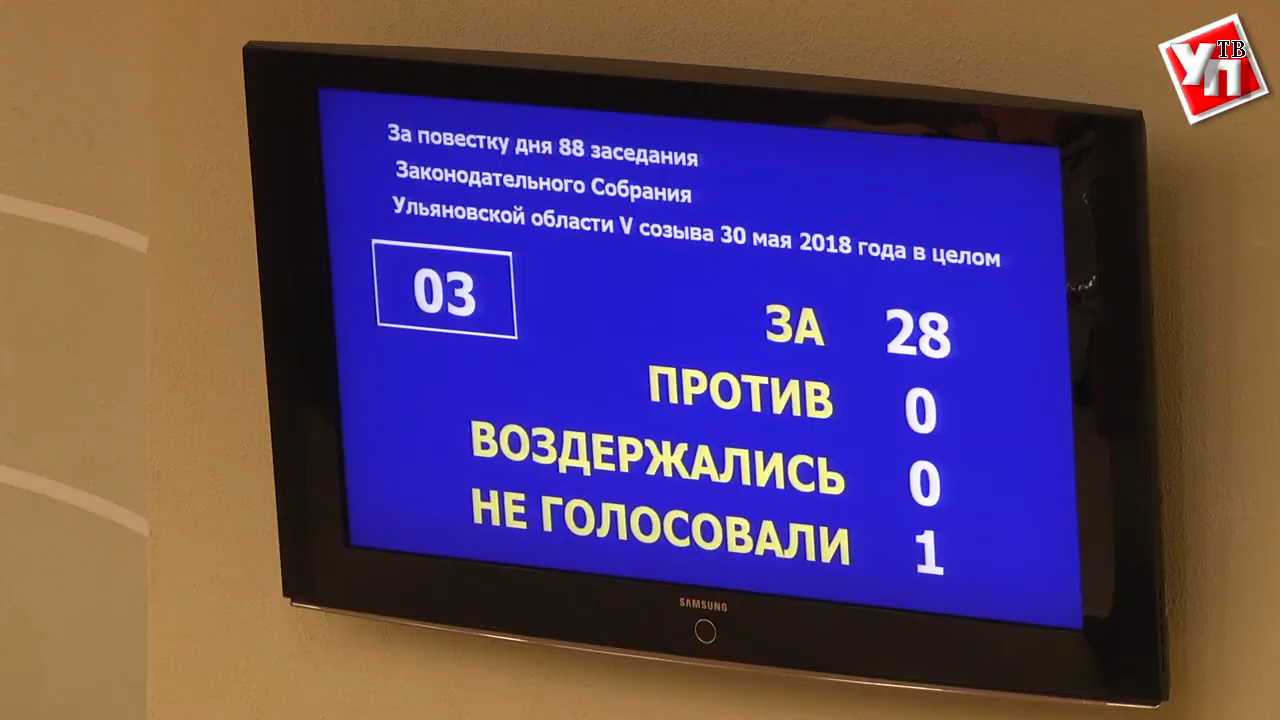 УП ТВ
За повестку дня 88 заседания
Законодательного Собрания
Ульяновской области V созыва 30 мая 2018 года в целом
03
ЗА 28
ПРОТИВ 0
ВОЗДЕРЖАЛИСЬ 0
НЕ ГОЛОСОВАЛИ 1
SAMSUNG